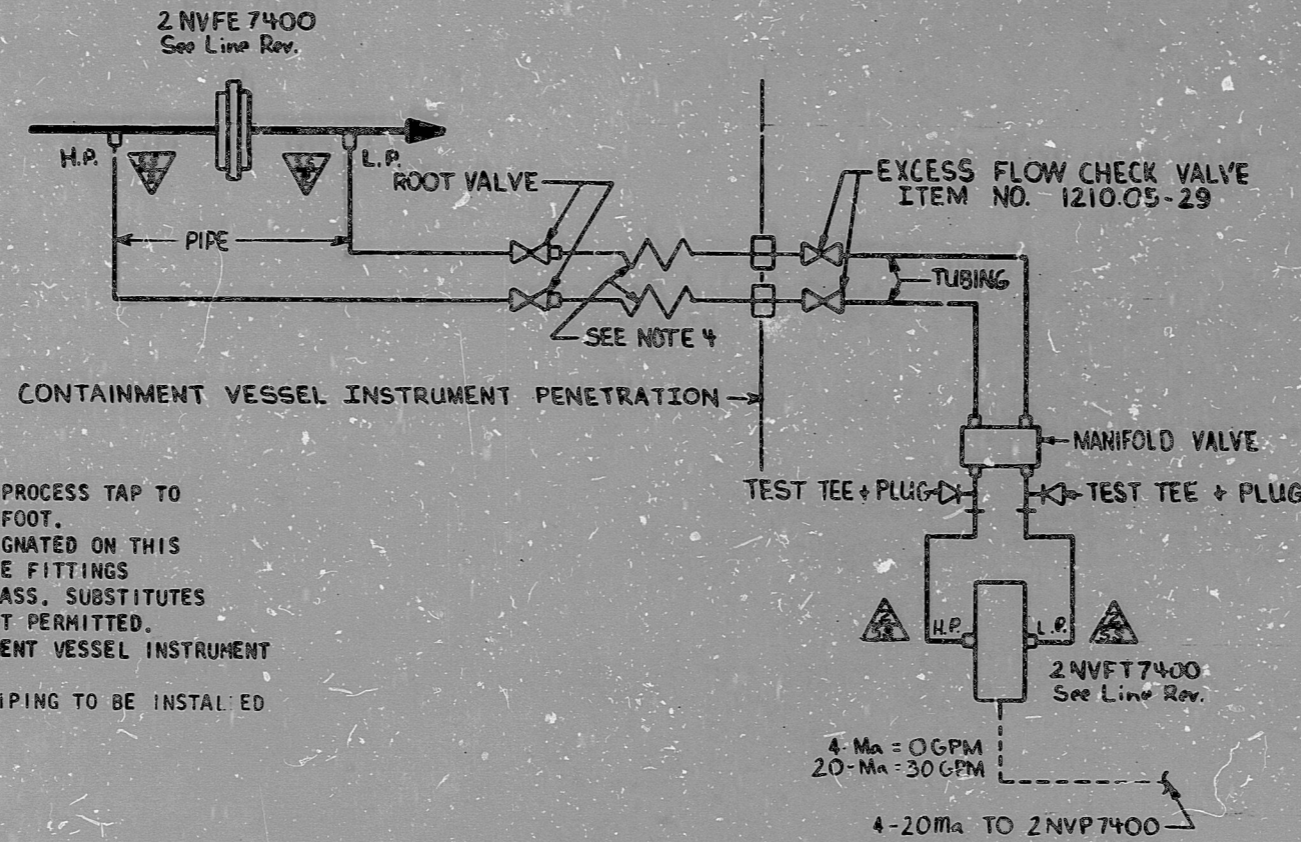 2 NVFE 7400
See Line Rev.
H.P.
L.P.
ROOT VALVE
EXCESS FLOW CHECK VALVE
ITEM NO. 1210.05-29
PIPE
TUBING
SEE NOTE 4
CONTAINMENT VESSEL INSTRUMENT PENETRATION
MANIFOLD VALVE
PROCESS TAP TO
FOOT.
GNATED ON THIS
E FITTINGS
ASS. SUBSTITUTES
T PERMITTED.
ENT VESSEL INSTRUMENT
IPING TO BE INSTAL ED
TEST TEE + PLUG
TEST TEE + PLUG
H.P.
L.P.
2 NVFT 7400
See Line Rev.
4-Ma = 0 GPM
20-Ma = 30 GPM
4-20Ma TO 2 NVP 7400